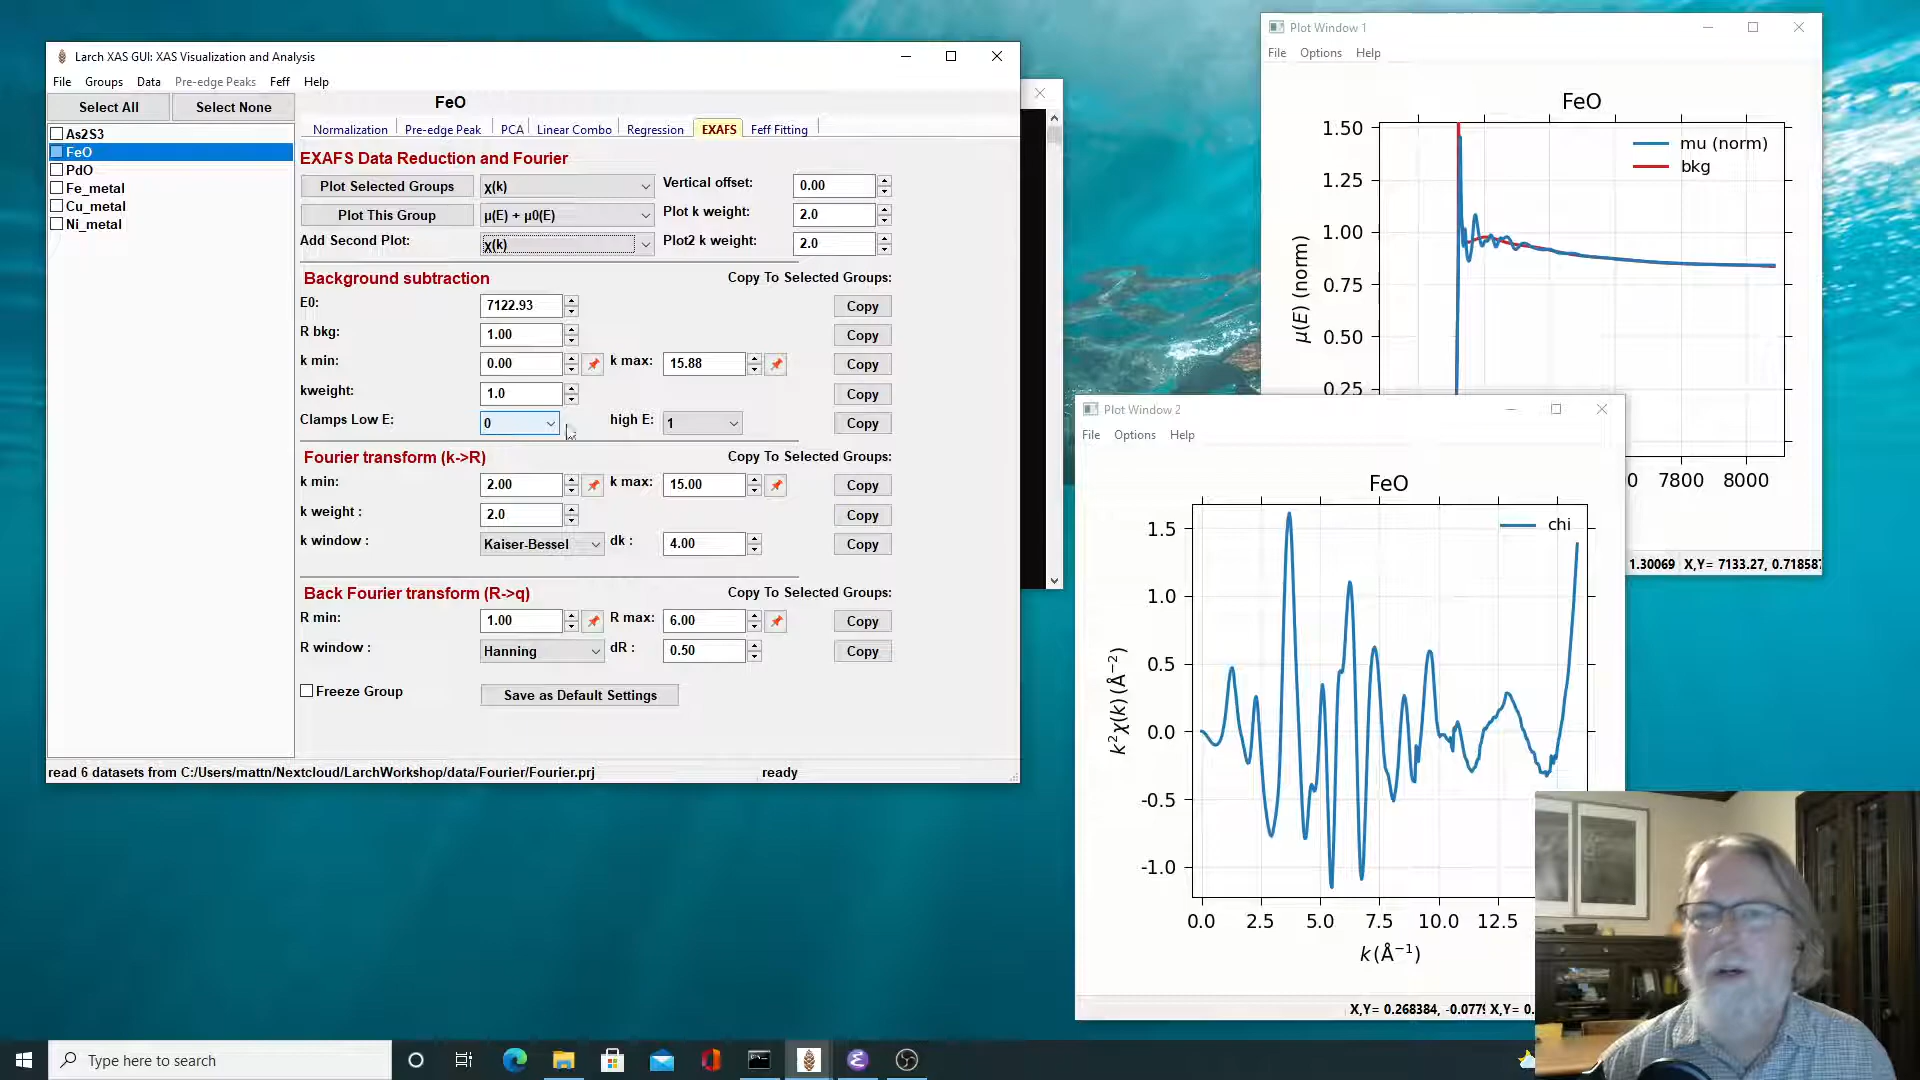 Larch XAS GUI: XAS Visualization and Analysis
File Groups Data Pre-edge Peaks Feff Help
Select All Select None
As2S3
FeO
PdO
Fe_metal
Cu_metal
Ni_metal
FeO
Normalization Pre-edge Peak PCA Linear Combo Regression EXAFS Feff Fitting
EXAFS Data Reduction and Fourier
Plot Selected Groups χ(k) Vertical offset: 0.00
Plot This Group μ(E) + μ0(E) Plot k weight: 2.0
Add Second Plot: χ(k) Plot2 k weight: 2.0
Background subtraction Copy To Selected Groups:
E0: 7122.93 Copy
R bkg: 1.00 Copy
k min: 0.00 k max: 15.88 Copy
kweight: 1.0 Copy
Clamps Low E: 0 high E: 1 Copy
Fourier transform (k->R) Copy To Selected Groups:
k min: 2.00 k max: 15.00 Copy
k weight : 2.0 Copy
k window : Kaiser-Bessel dk : 4.00 Copy
Back Fourier transform (R->q) Copy To Selected Groups:
R min: 1.00 R max: 6.00 Copy
R window : Hanning dR : 0.50 Copy
Freeze Group Save as Default Settings
read 6 datasets from C:/Users/mattn/Nextcloud/LarchWorkshop/data/Fourier/Fourier.prj ready
Plot Window 1
File Options Help
FeO
mu (norm)
bkg
1.50
1.25
1.00
0.75
0.50
0.25
μ(E) (norm)
0 7800 8000
1.30069 X,Y= 7133.27, 0.71858
Plot Window 2
File Options Help
FeO
chi
1.5
1.0
0.5
0.0
-0.5
-1.0
k²χ(k) (Å⁻²)
0.0 2.5 5.0 7.5 10.0 12.5
k (Å⁻¹)
X,Y= 0.268384, -0.077 X,Y= 0.
Type here to search